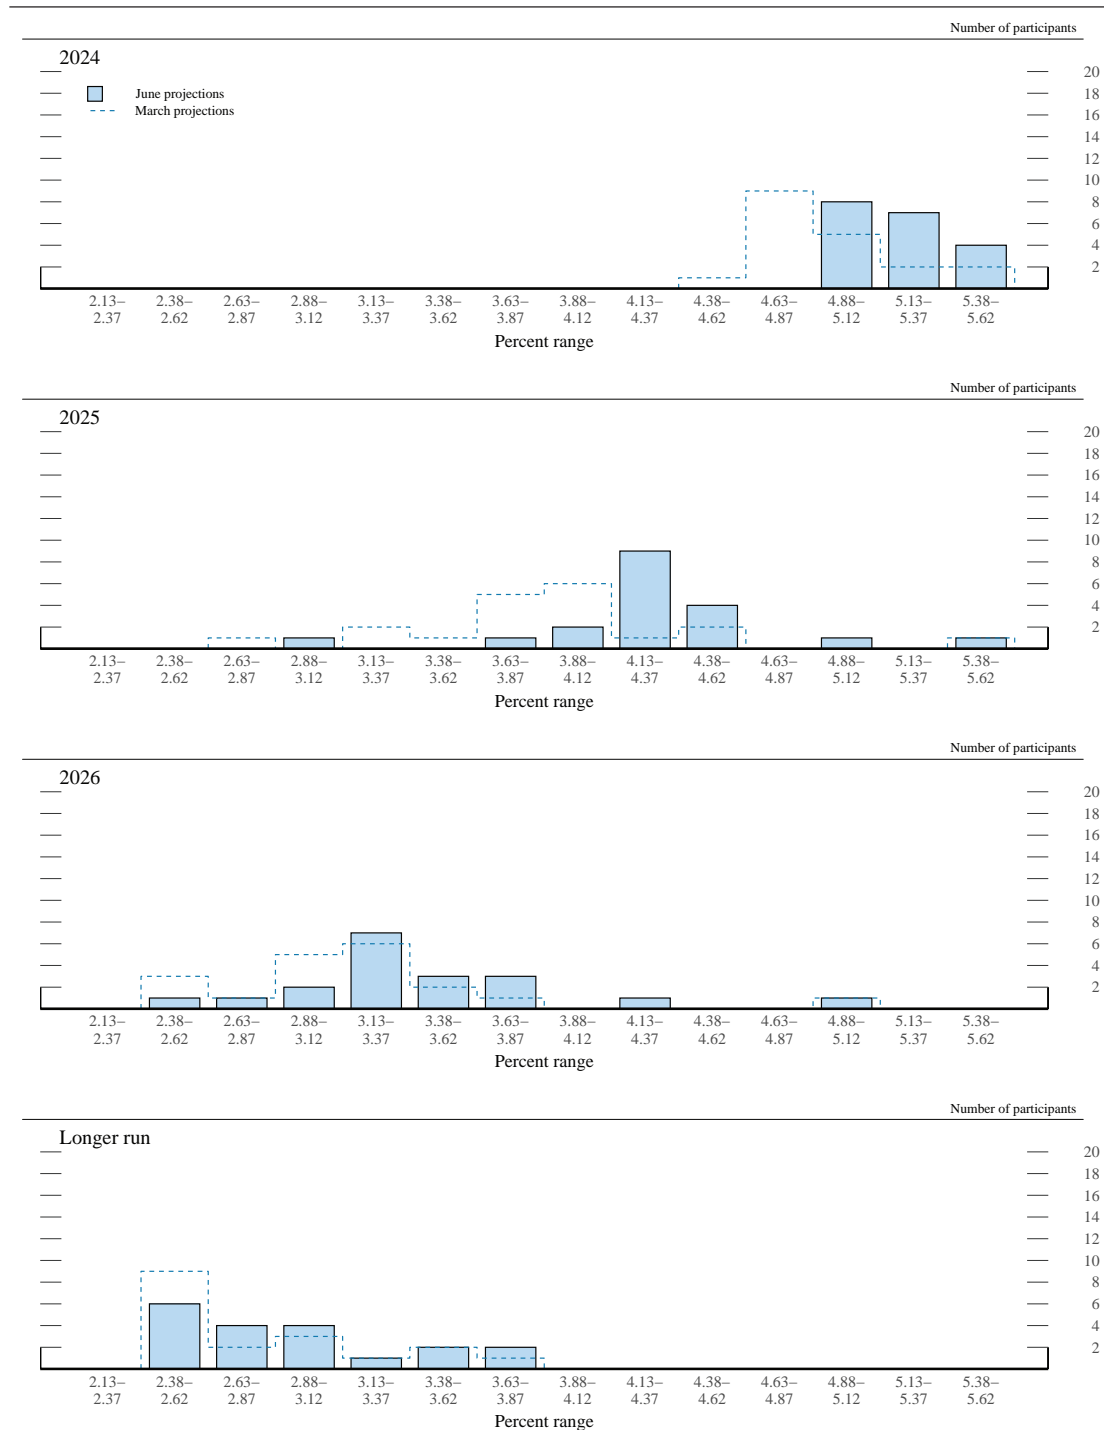 Number of participants
2024
June projections
March projections
20
18
16
14
12
10
8
6
4
2
2.13– 2.38– 2.63– 2.88– 3.13– 3.38– 3.63– 3.88– 4.13– 4.38– 4.63– 4.88– 5.13– 5.38–
2.37 2.62 2.87 3.12 3.37 3.62 3.87 4.12 4.37 4.62 4.87 5.12 5.37 5.62
Percent range
Number of participants
2025
20
18
16
14
12
10
8
6
4
2
2.13– 2.38– 2.63– 2.88– 3.13– 3.38– 3.63– 3.88– 4.13– 4.38– 4.63– 4.88– 5.13– 5.38–
2.37 2.62 2.87 3.12 3.37 3.62 3.87 4.12 4.37 4.62 4.87 5.12 5.37 5.62
Percent range
Number of participants
2026
20
18
16
14
12
10
8
6
4
2
2.13– 2.38– 2.63– 2.88– 3.13– 3.38– 3.63– 3.88– 4.13– 4.38– 4.63– 4.88– 5.13– 5.38–
2.37 2.62 2.87 3.12 3.37 3.62 3.87 4.12 4.37 4.62 4.87 5.12 5.37 5.62
Percent range
Number of participants
Longer run
20
18
16
14
12
10
8
6
4
2
2.13– 2.38– 2.63– 2.88– 3.13– 3.38– 3.63– 3.88– 4.13– 4.38– 4.63– 4.88– 5.13– 5.38–
2.37 2.62 2.87 3.12 3.37 3.62 3.87 4.12 4.37 4.62 4.87 5.12 5.37 5.62
Percent range